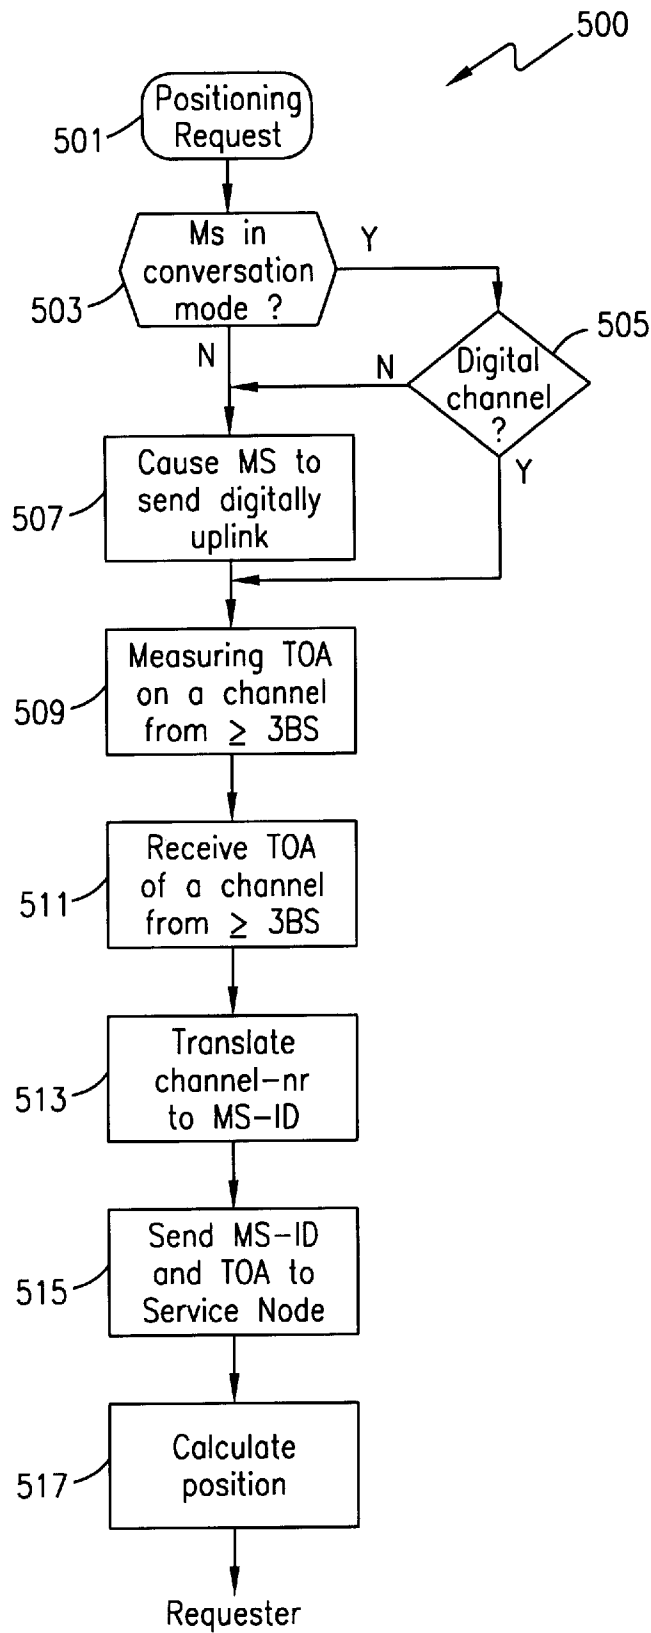 500
Positioning
Request
501
Ms in
conversation
mode ?
503
Y
N
Digital
channel
?
505
N
Y
Cause MS to
send digitally
uplink
507
Measuring TOA
on a channel
from ≥ 3BS
509
Receive TOA
of a channel
from ≥ 3BS
511
Translate
channel-nr
to MS-ID
513
Send MS-ID
and TOA to
Service Node
515
Calculate
position
517
Requester